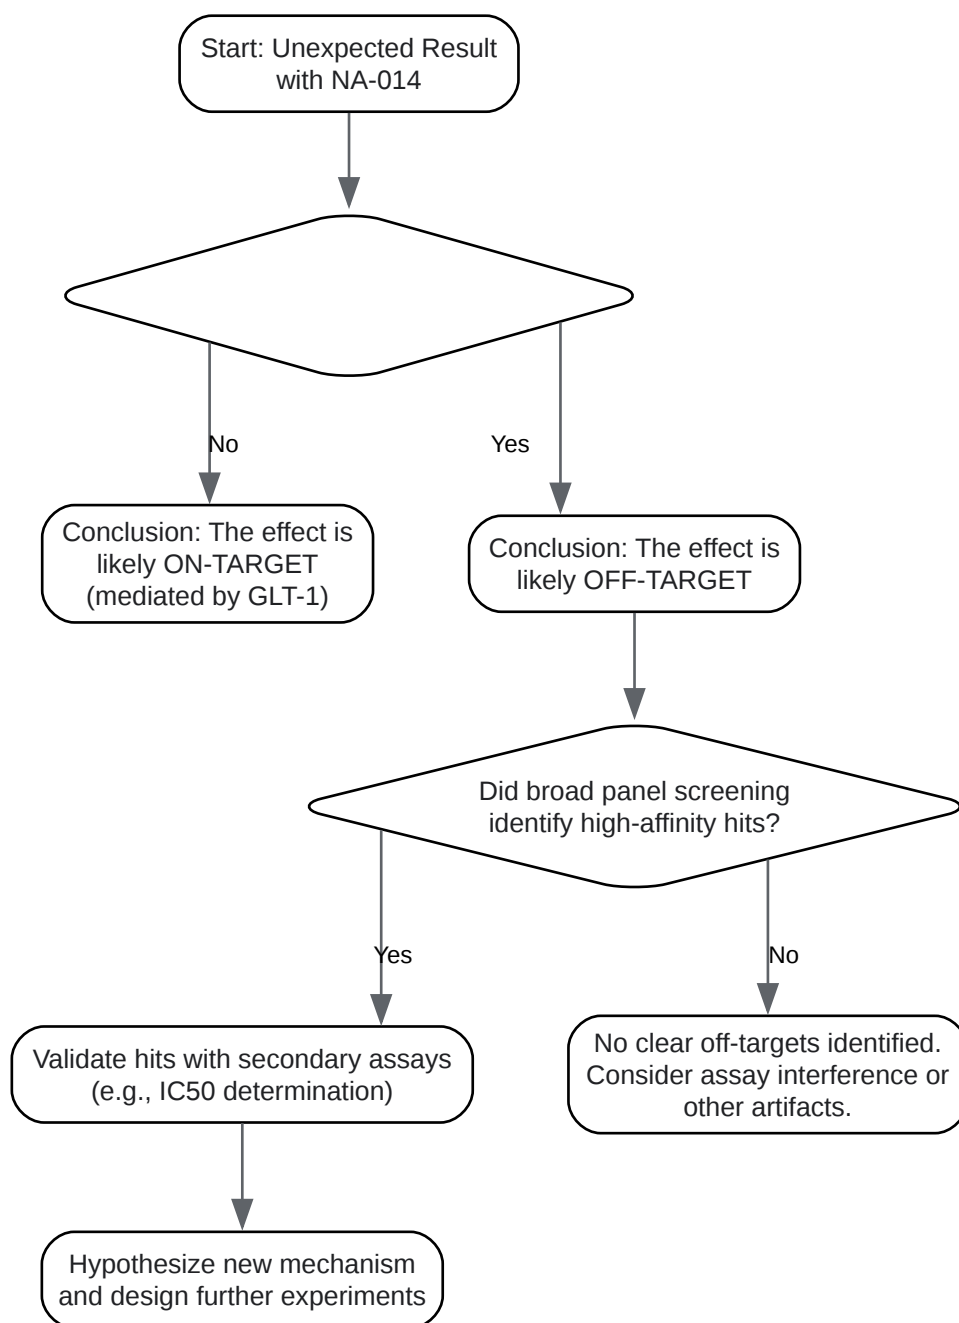 Start: Unexpected Result
with NA-014
No
Yes
Conclusion: The effect is
likely ON-TARGET
(mediated by GLT-1)
Conclusion: The effect is
likely OFF-TARGET
Did broad panel screening
identify high-affinity hits?
Yes
No
Validate hits with secondary assays
(e.g., IC50 determination)
No clear off-targets identified.
Consider assay interference or
other artifacts.
Hypothesize new mechanism
and design further experiments